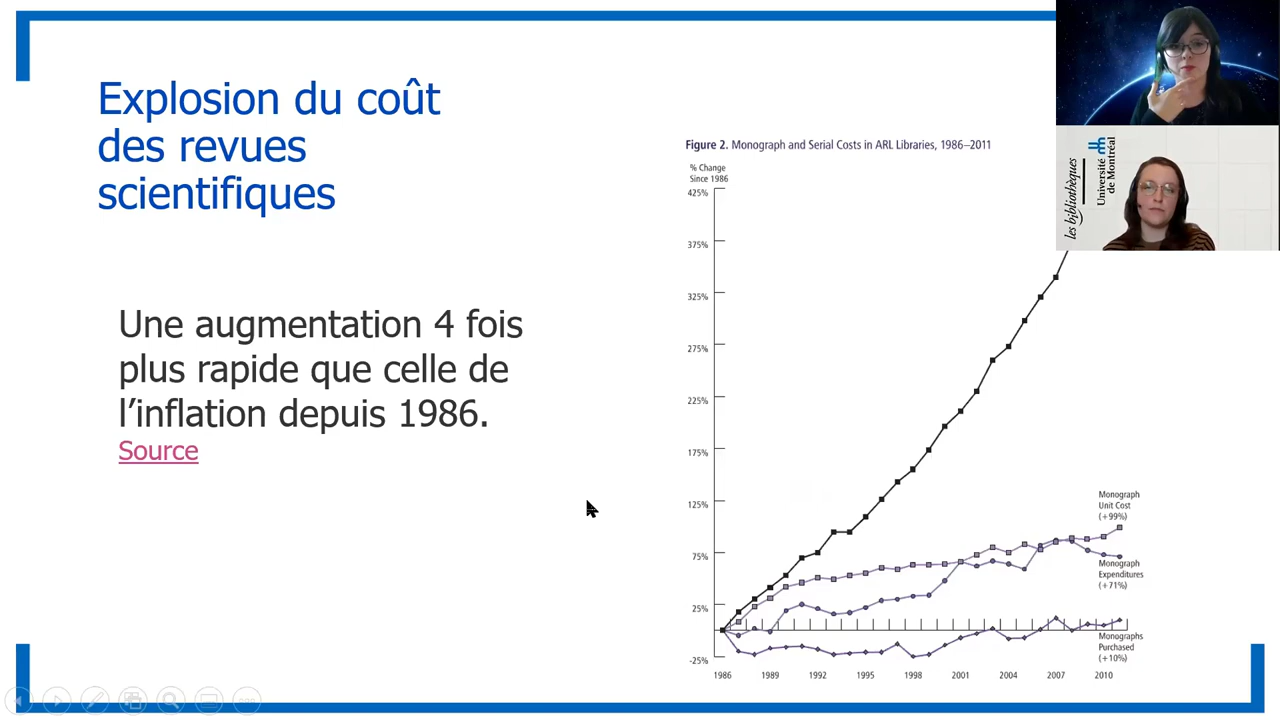 Explosion du coût
des revues
scientifiques
Une augmentation 4 fois
plus rapide que celle de
l’inflation depuis 1986.
Source
Figure 2. Monograph and Serial Costs in ARL Libraries, 1986–2011
% Change
Since 1986
425%
375%
325%
275%
225%
175%
125%
75%
25%
-25%
1986
1989
1992
1995
1998
2001
2004
2007
2010
Monograph
Unit Cost
(+99%)
Monograph
Expenditures
(+71%)
Monographs
Purchased
(+10%)
les bibliothèques
Université
de Montréal